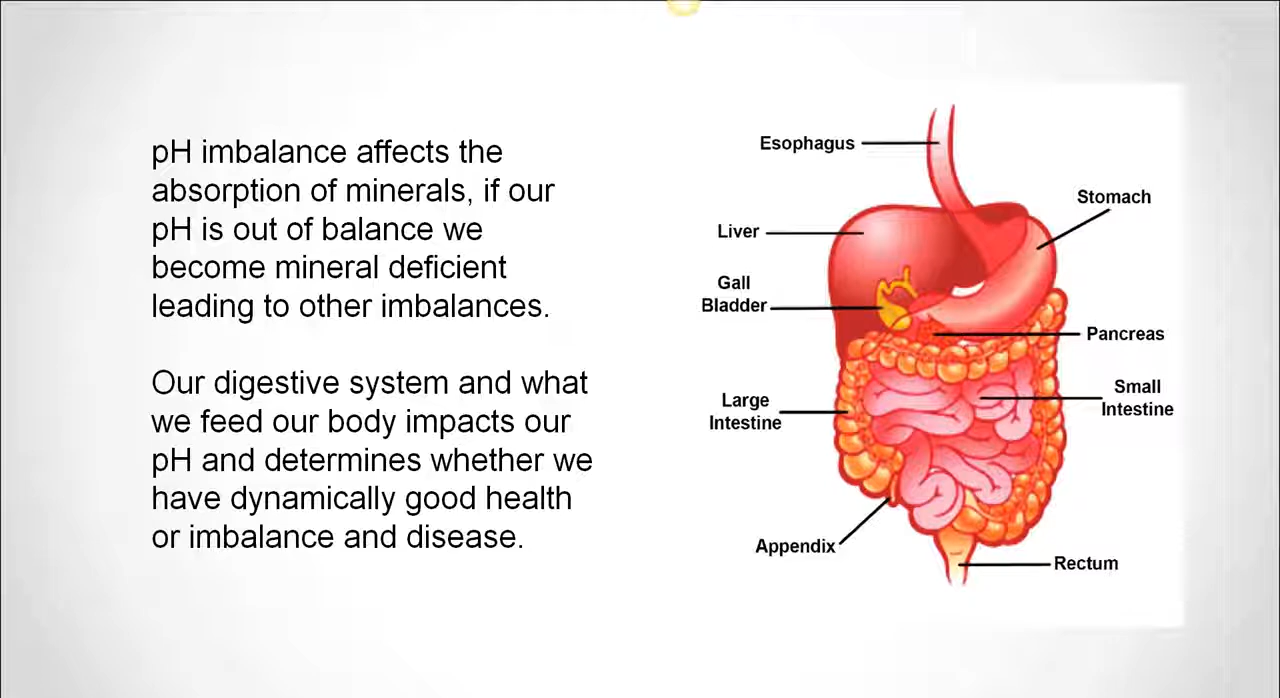 pH imbalance affects the
absorption of minerals, if our
pH is out of balance we
become mineral deficient
leading to other imbalances.
Our digestive system and what
we feed our body impacts our
pH and determines whether we
have dynamically good health
or imbalance and disease.
Esophagus
Stomach
Liver
Gall
Bladder
Pancreas
Small
Intestine
Large
Intestine
Appendix
Rectum